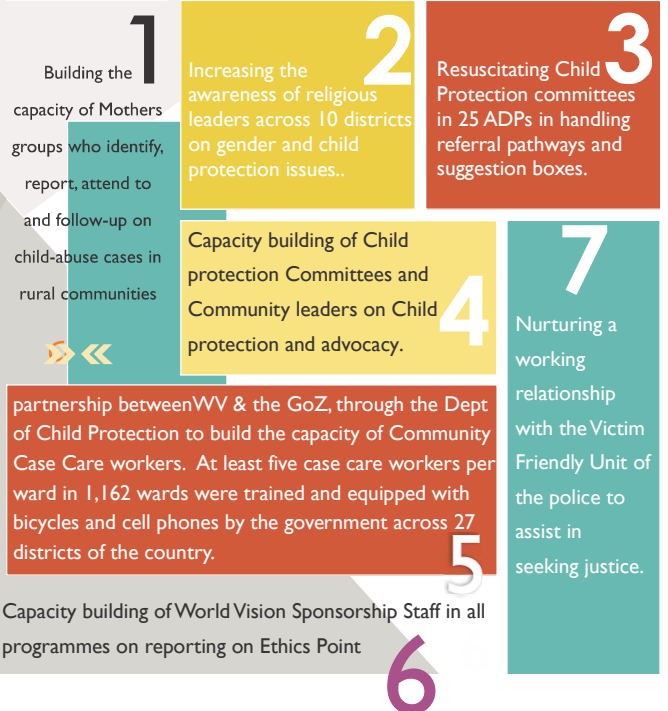 1
Building the
capacity of Mothers
groups who identify,
report, attend to
and follow-up on
child-abuse cases in
rural communities
2
Increasing the
awareness of religious
leaders across 10 districts
on gender and child
protection issues..
3
Resuscitating Child
Protection committees
in 25 ADPs in handling
referral pathways and
suggestion boxes.
4
Capacity building of Child
protection Committees and
Community leaders on Child
protection and advocacy.
partnership betweenWV & the GoZ, through the Dept
of Child Protection to build the capacity of Community
Case Care workers. At least five case care workers per
ward in 1,162 wards were trained and equipped with
bicycles and cell phones by the government across 27
districts of the country.
5
Capacity building of World Vision Sponsorship Staff in all
programmes on reporting on Ethics Point
6
7
Nurturing a
working
relationship
with the Victim
Friendly Unit of
the police to
assist in
seeking justice.